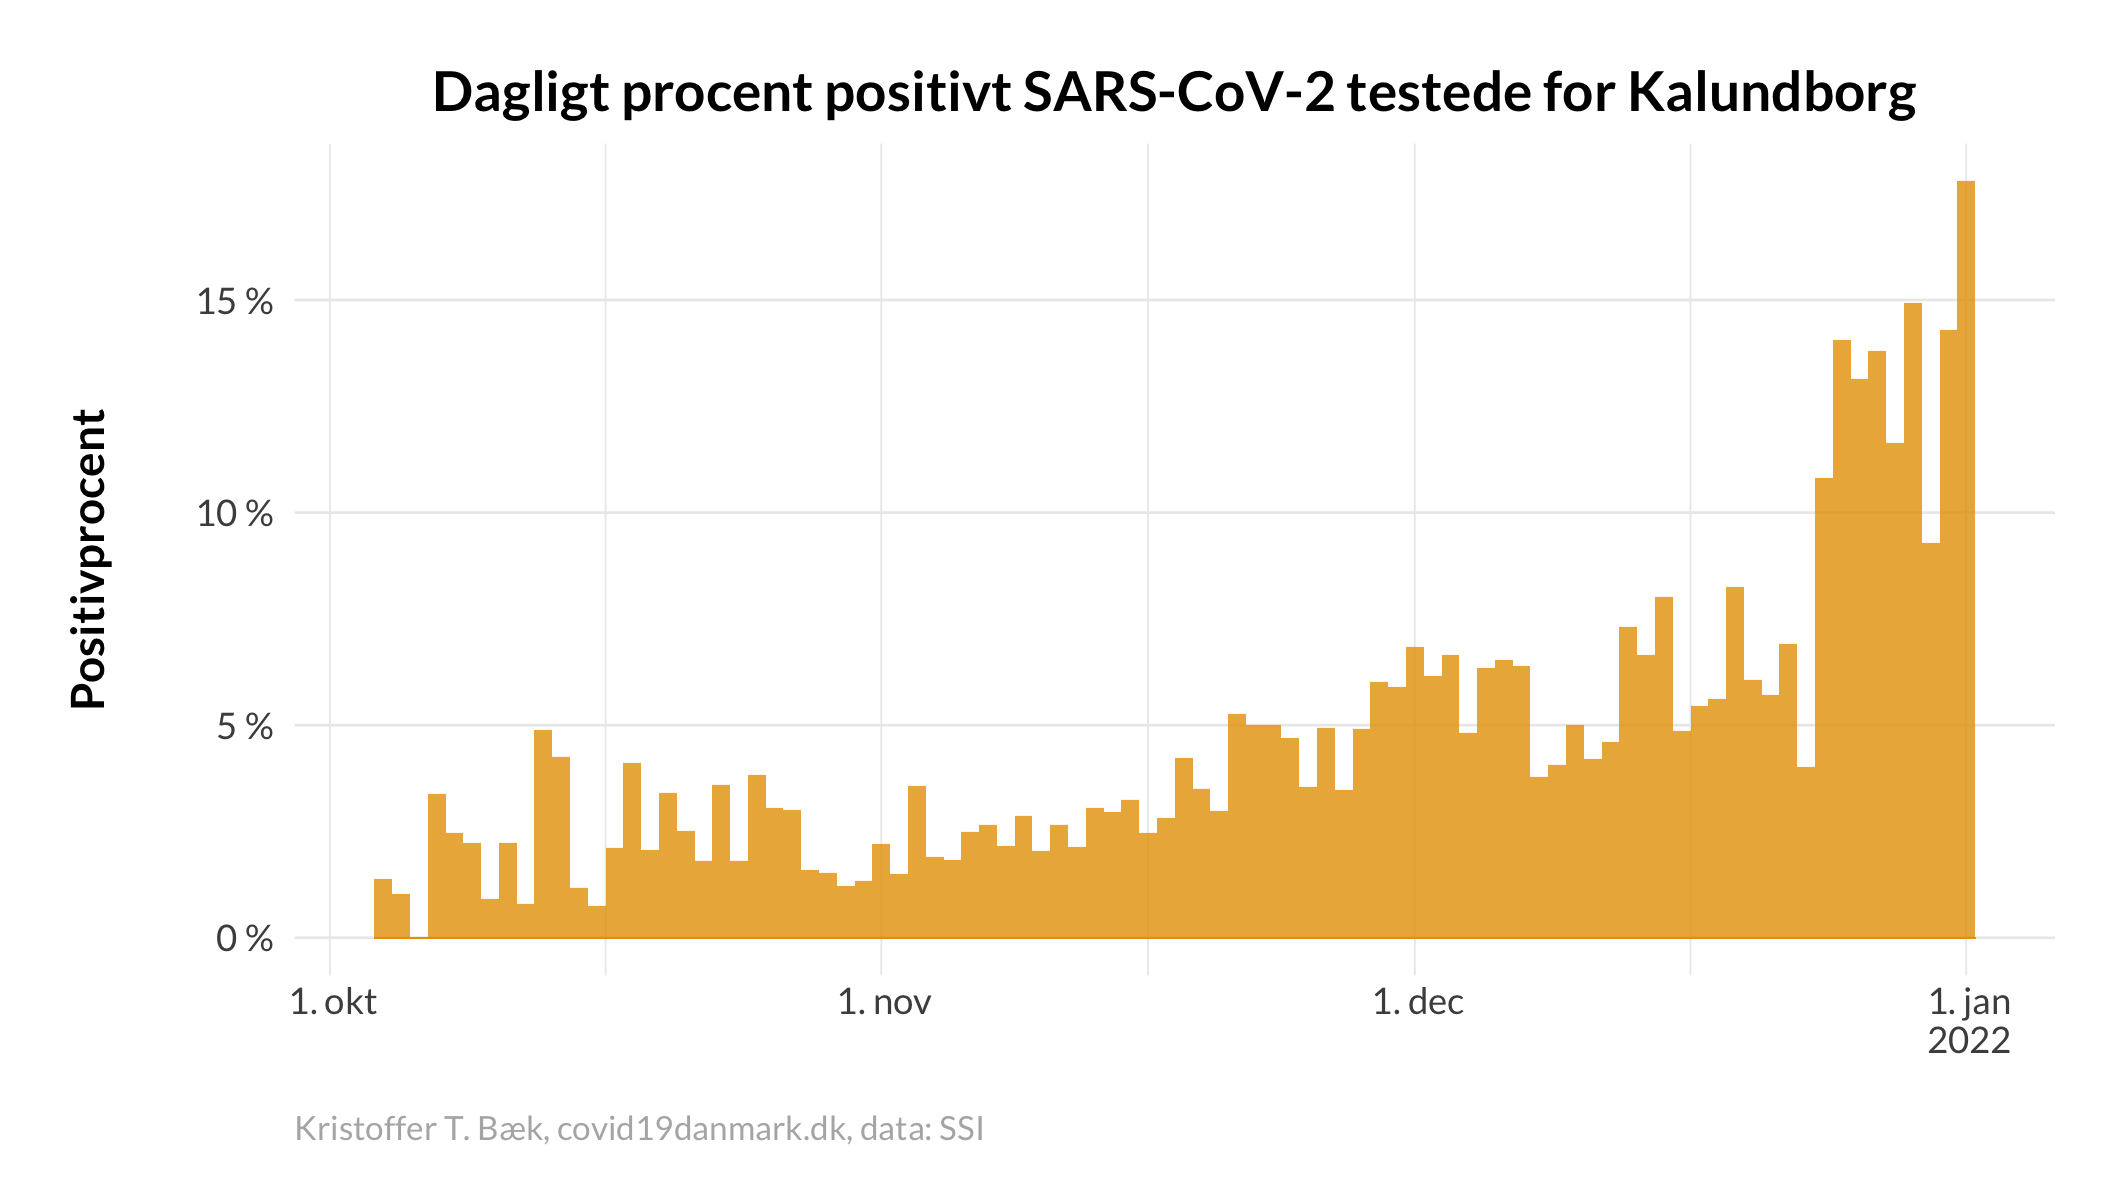 Dagligt procent positivt SARS-CoV-2 testede for Kalundborg
Positivprocent
15 %
10 %
5 %
0 %
1. okt
1. nov
1. dec
1. jan
2022
Kristoffer T. Bæk, covid19danmark.dk, data: SSI